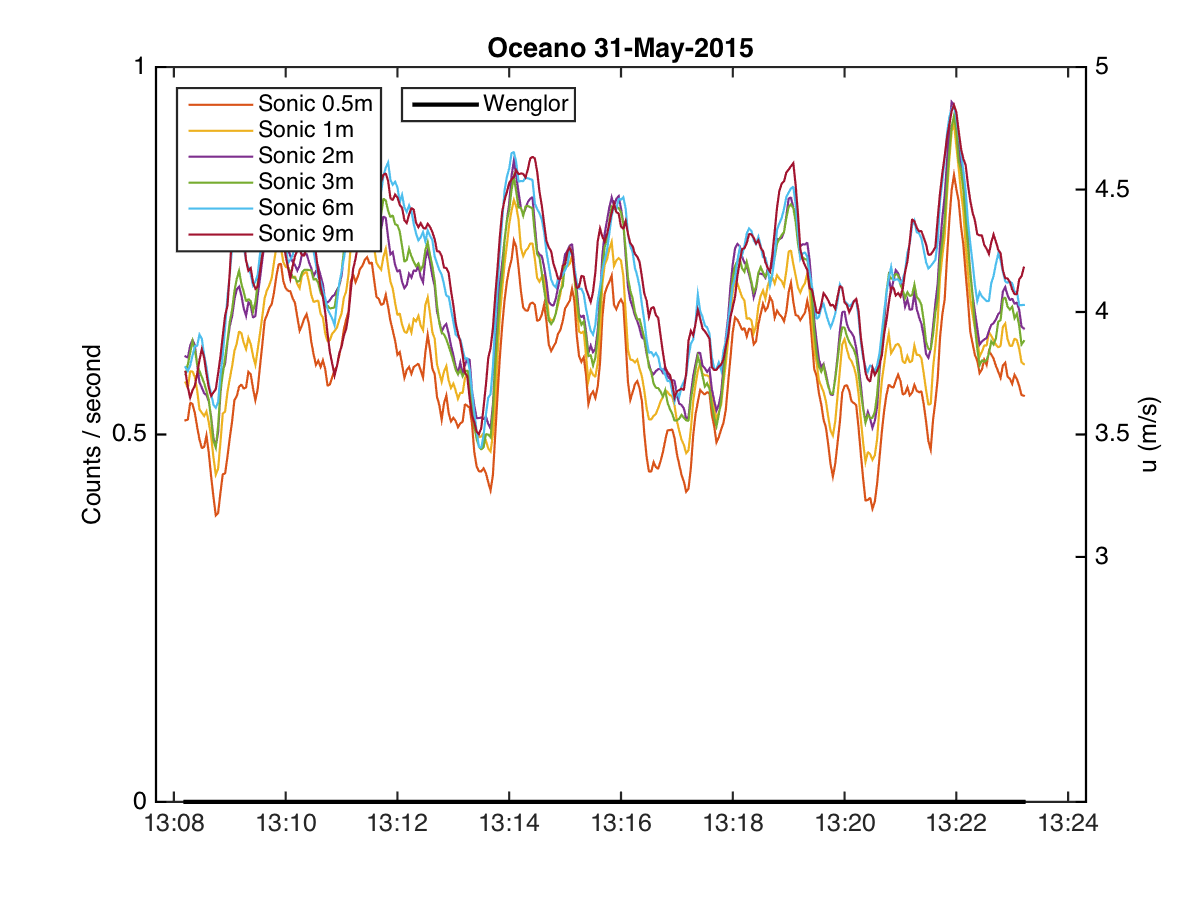 Oceano 31-May-2015
1
5
Sonic 0.5m
Wenglor
Sonic 1m
Sonic 2m
Sonic 3m
Sonic 6m
Sonic 9m
4.5
4
0.5
3.5
3
0
Counts / second
u (m/s)
13:08 13:10 13:12 13:14 13:16 13:18 13:20 13:22 13:24